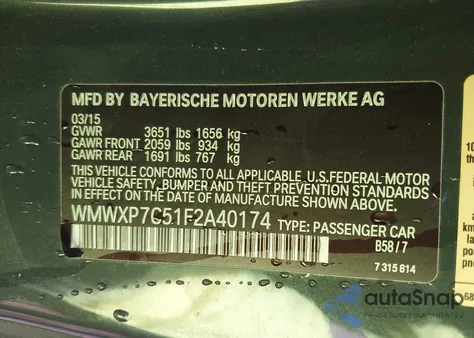 MFD BY BAYERISCHE MOTOREN WERKE AG
03/15
GVWR 3651 lbs 1656 kg
GAWR FRONT 2059 lbs 934 kg
GAWR REAR 1691 lbs 767 kg
THIS VEHICLE CONFORMS TO ALL APPLICABLE U.S.FEDERAL MOTOR
VEHICLE SAFETY, BUMPER, AND THEFT PREVENTION STANDARDS
IN EFFECT ON THE DATE OF MANUFACTURE SHOWN ABOVE.
WMWXP7C51F2A40174 TYPE: PASSENGER CAR
B58 / 7
7 315 814
autoSnap